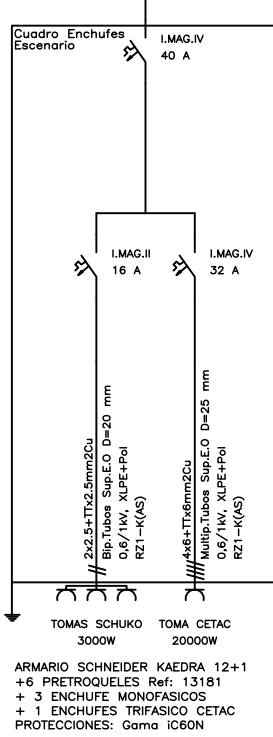 Cuadro Enchufes
Escenario
I.MAG.IV
40 A
I.MAG.II
16 A
I.MAG.IV
32 A
2x2.5+TTx2.5mm2Cu
Bip.Tubos Sup.E.O D=20 mm
0,6/1kV, XLPE+Pol
RZ1-K(AS)
4x6+TTx6mm2Cu
Multip.Tubos Sup.E.O D=25 mm
0,6/1kV, XLPE+Pol
RZ1-K(AS)
TOMAS SCHUKO
3000W
TOMA CETAC
20000W
ARMARIO SCHNEIDER KAEDRA 12+1
+6 PRETROQUELES Ref: 13181
+ 3 ENCHUFE MONOFASICOS
+ 1 ENCHUFES TRIFASICO CETAC
PROTECCIONES: Gama iC60N